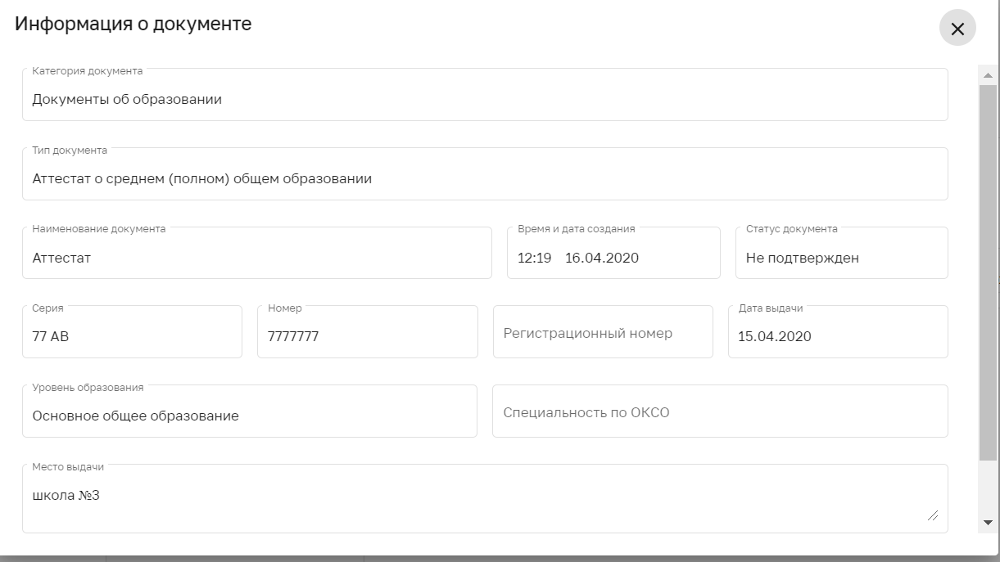 Информация о документе
Категория документа
Документы об образовании
Тип документа
Аттестат о среднем (полном) общем образовании
Наименование документа
Аттестат
Время и дата создания
12:19 16.04.2020
Статус документа
Не подтвержден
Серия
77 АВ
Номер
7777777
Регистрационный номер
Дата выдачи
15.04.2020
Уровень образования
Основное общее образование
Специальность по ОКСО
Место выдачи
школа №3